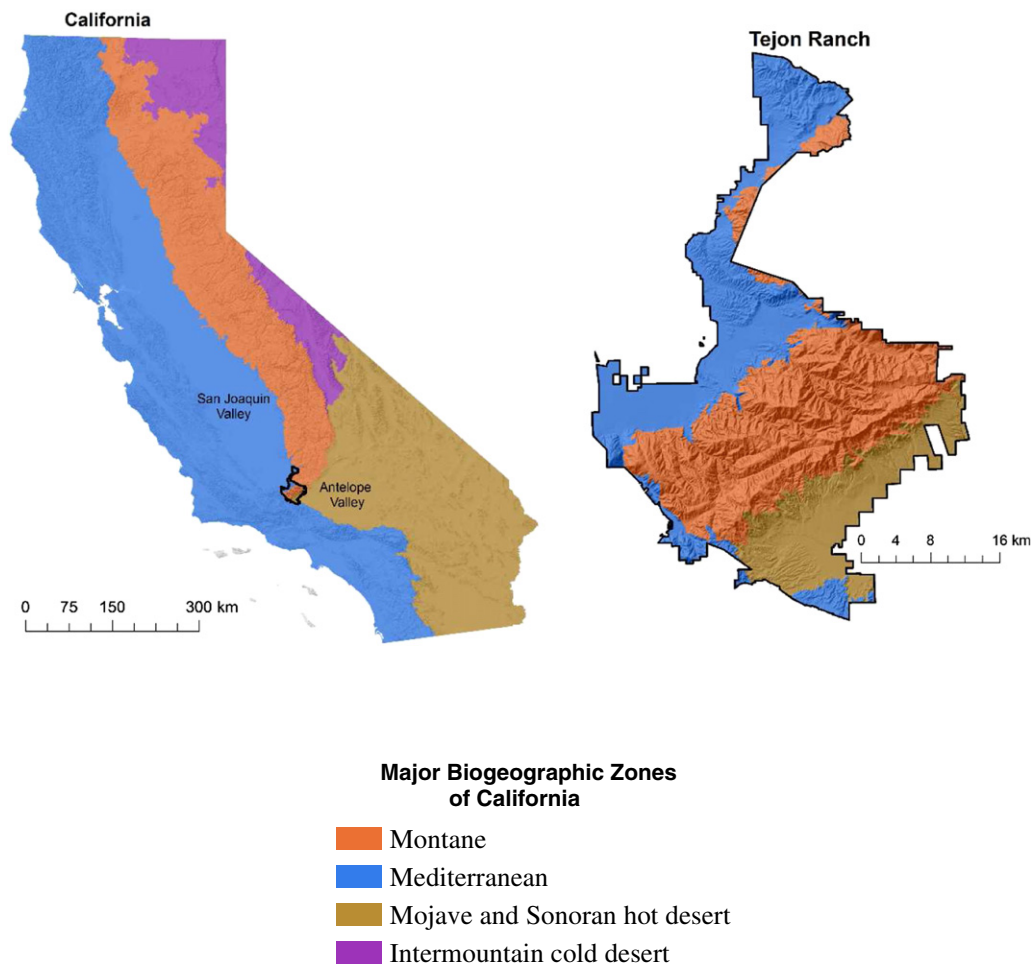 California
Tejon Ranch
San Joaquin
Valley
Antelope
Valley
0 4 8 16 km
0 75 150 300 km
Major Biogeographic Zones
of California
Montane
Mediterranean
Mojave and Sonoran hot desert
Intermountain cold desert